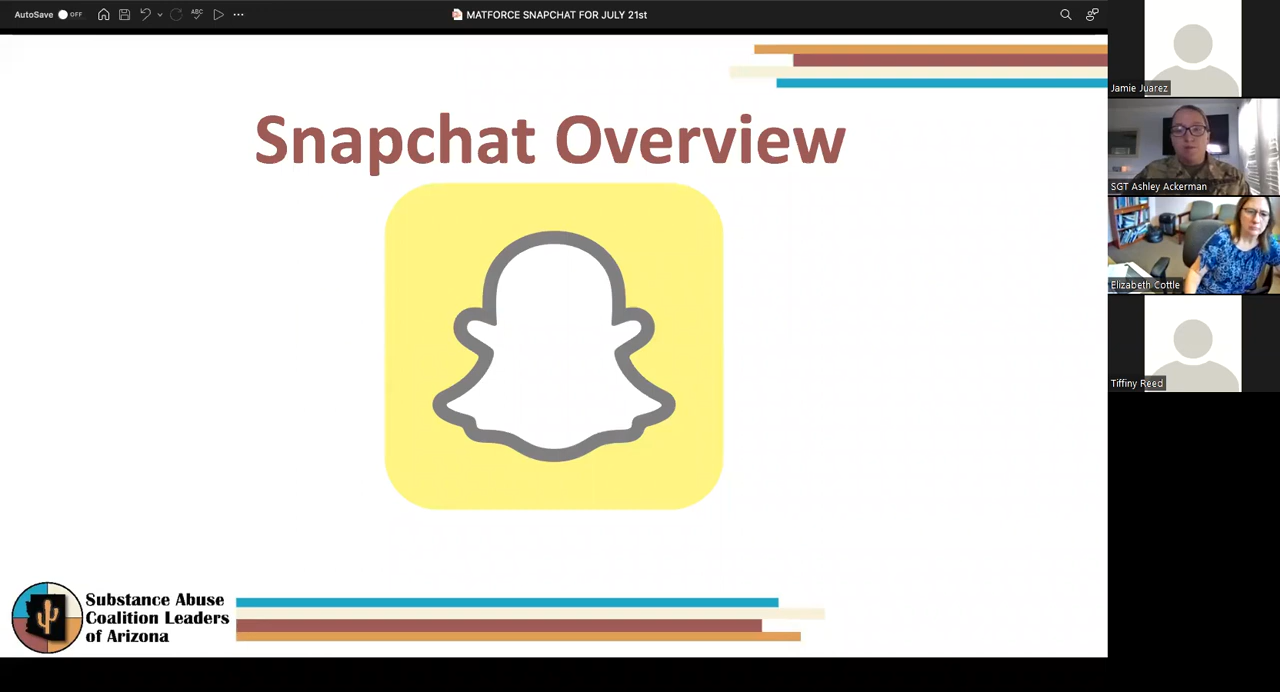 AutoSave OFF
ABC
MATFORCE SNAPCHAT FOR JULY 21st
Snapchat Overview
Substance Abuse
Coalition Leaders
of Arizona
Jamie Juarez
SGT Ashley Ackerman
Elizabeth Cottle
Tiffiny Reed